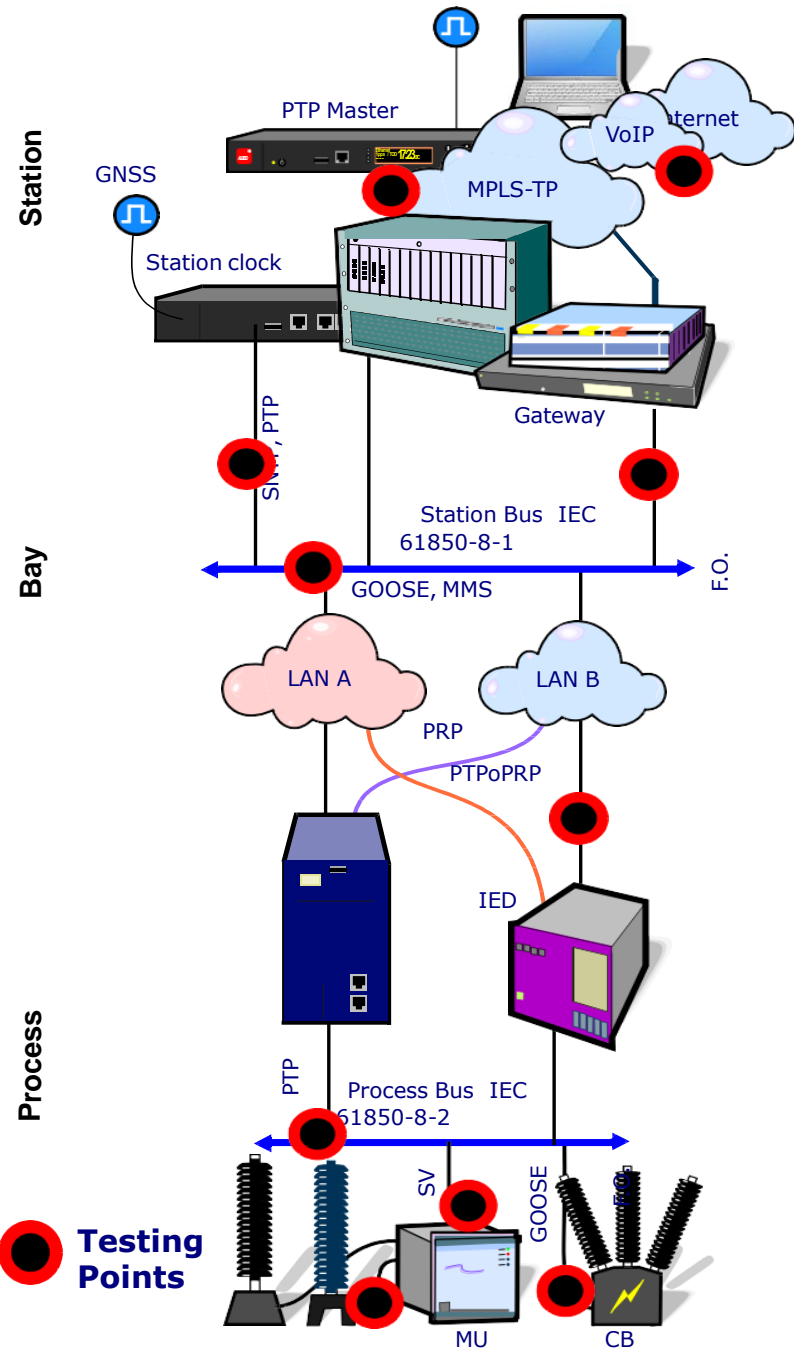 PTP Master
VoIP
GNSS
MPLS-TP
Station
Station clock
Gateway
PTP
Station Bus IEC
61850-8-1
Bay
GOOSE, MMS
F.O.
LAN A
LAN B
PRP
PTPoPRP
IED
Process
PTP
Process Bus IEC
61850-8-2
SV
GOOSE
F.O.
Testing
Points
MU
CB